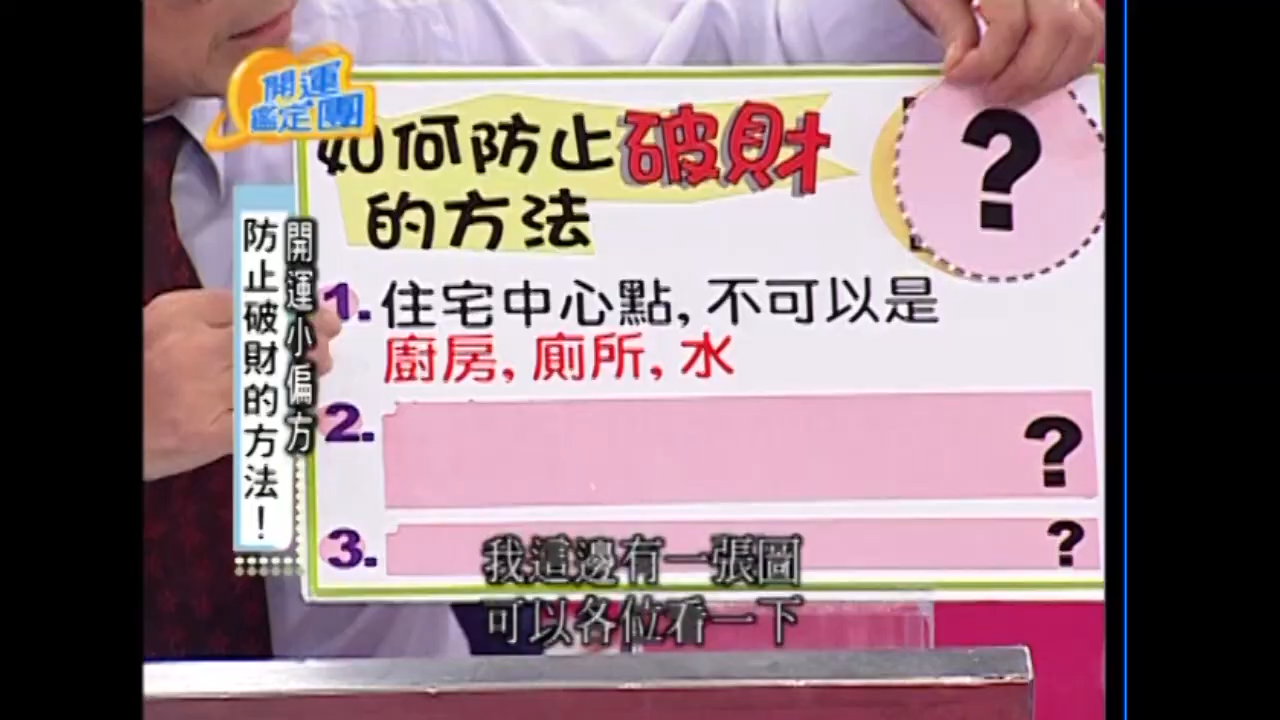 開運
鑑定團
如何防止破財
的方法
?
1.住宅中心點,不可以是
廚房,廁所,水
2.
?
3.
?
開運小偏方
防止破財的方法!
我這邊有一張圖
可以各位看一下